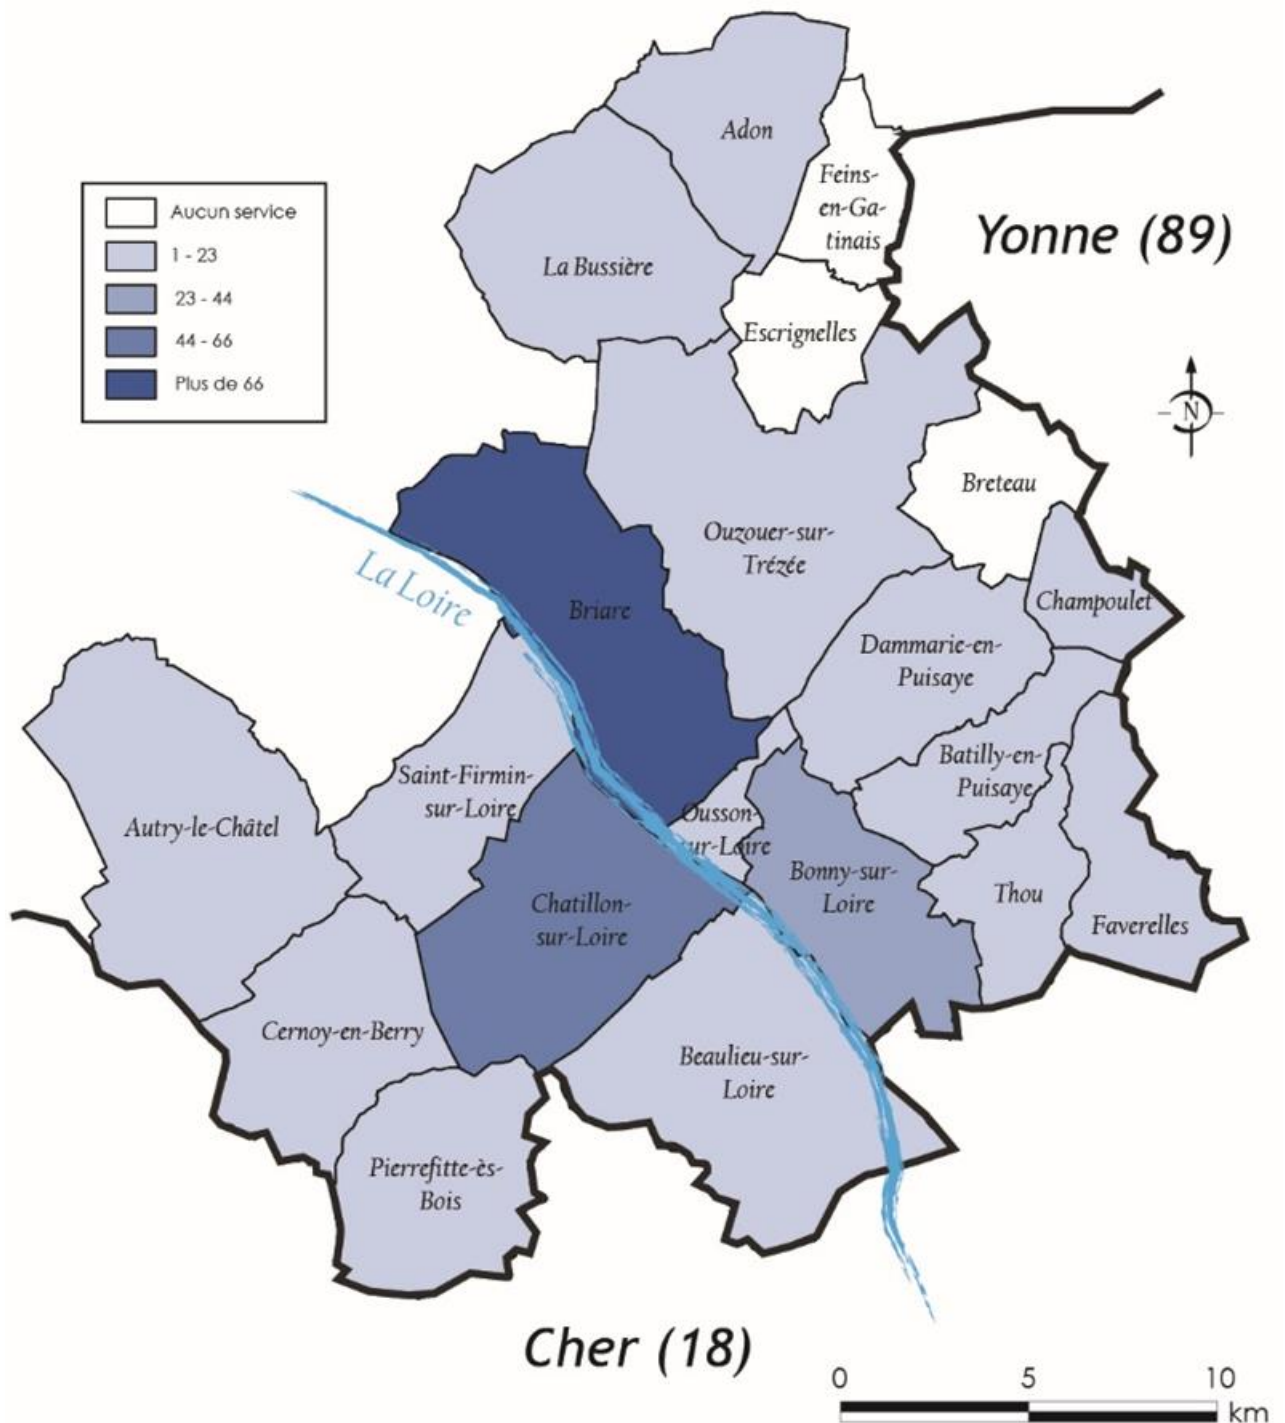 Adon
Feins-
en-Ga-
tinais
Yonne (89)
Aucun service
1 - 23
23 - 44
44 - 66
Plus de 66
La Bussière
Escrignelles
N
Breteau
Ouzouer-sur-
Trézée
La Loire
Briare
Champoulet
Dammarie-en-
Puisaye
Saint-Firmin-
sur-Loire
Batilly-en-
Puisaye
Autry-le-Châtel
Ousson-
sur-Loire
Bonny-sur-
Loire
Thou
Chatillon-
sur-Loire
Faverelles
Cernoy-en-Berry
Beaulieu-sur-
Loire
Pierrefitte-ès-
Bois
Cher (18)
0 5 10
km